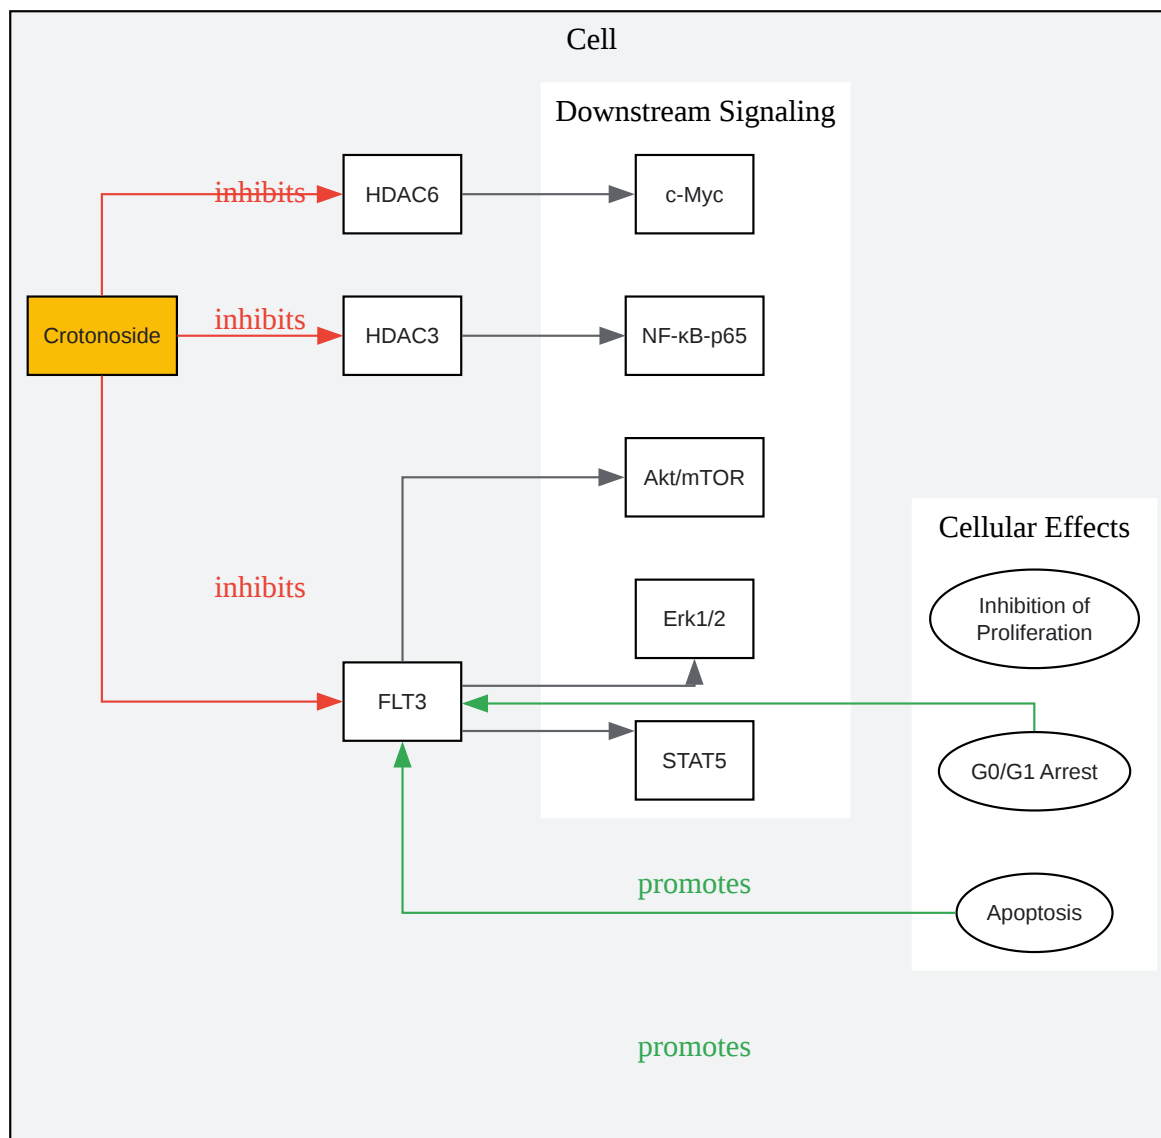 Cell
Downstream Signaling
inhibits
HDAC6
c-Myc
Crotonoside
inhibits
HDAC3
NF-κB-p65
Akt/mTOR
Cellular Effects
inhibits
Erk1/2
Inhibition of
Proliferation
FLT3
STAT5
G0/G1 Arrest
promotes
Apoptosis
promotes